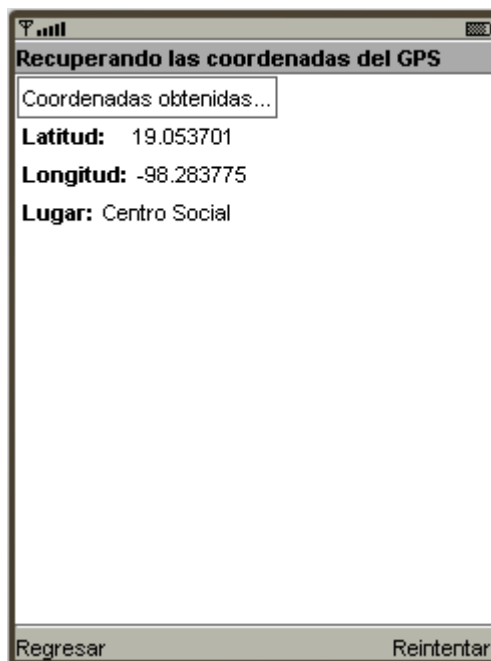 Recuperando las coordenadas del GPS
Coordenadas obtenidas...
Latitud: 19.053701
Longitud: -98.283775
Lugar: Centro Social
Regresar Reintentar